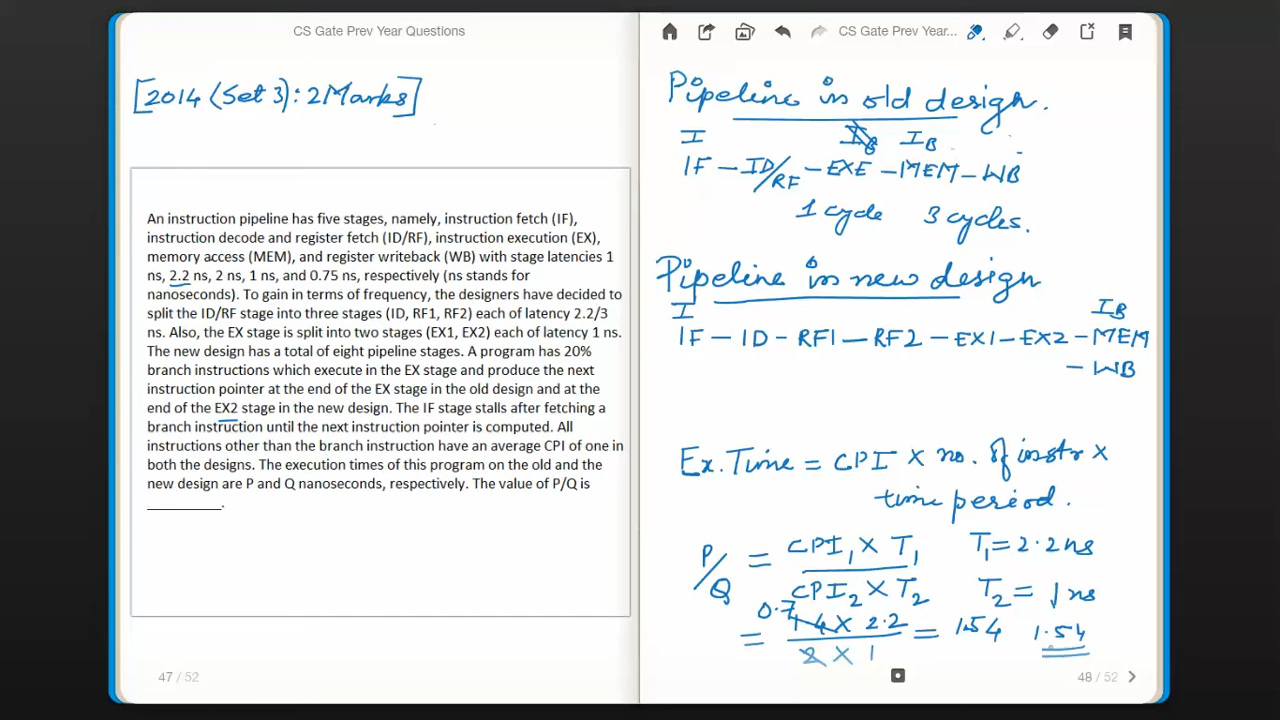 CS Gate Prev Year Questions
[2014 (Set 3): 2 Marks]
An instruction pipeline has five stages, namely, instruction fetch (IF),
instruction decode and register fetch (ID/RF), instruction execution (EX),
memory access (MEM), and register writeback (WB) with stage latencies 1
ns, 2.2 ns, 2 ns, 1 ns, and 0.75 ns, respectively (ns stands for
nanoseconds). To gain in terms of frequency, the designers have decided to
split the ID/RF stage into three stages (ID, RF1, RF2) each of latency 2.2/3
ns. Also, the EX stage is split into two stages (EX1, EX2) each of latency 1 ns.
The new design has a total of eight pipeline stages. A program has 20%
branch instructions which execute in the EX stage and produce the next
instruction pointer at the end of the EX stage in the old design and at the
end of the EX2 stage in the new design. The IF stage stalls after fetching a
branch instruction until the next instruction pointer is computed. All
instructions other than the branch instruction have an average CPI of one in
both the designs. The execution times of this program on the old and the
new design are P and Q nanoseconds, respectively. The value of P/Q is
________.
47 / 52
CS Gate Prev Year...
Pipeline in old design.
I IB IB
IF - ID/RF - EXE - MEM - WB
1 cycle 3 cycles.
Pipeline in new design
I IB
IF - ID - RF1 - RF2 - EX1 - EX2 - MEM
- WB
Ex. Time = CPI X no. of instr X
time period.
P/Q = CPI1 X T1 T1 = 2.2 ns
CPI2 X T2 T2 = 1 ns
0.7
= 1.4 X 2.2 = 1.54 1.54
2 X 1
48 / 52